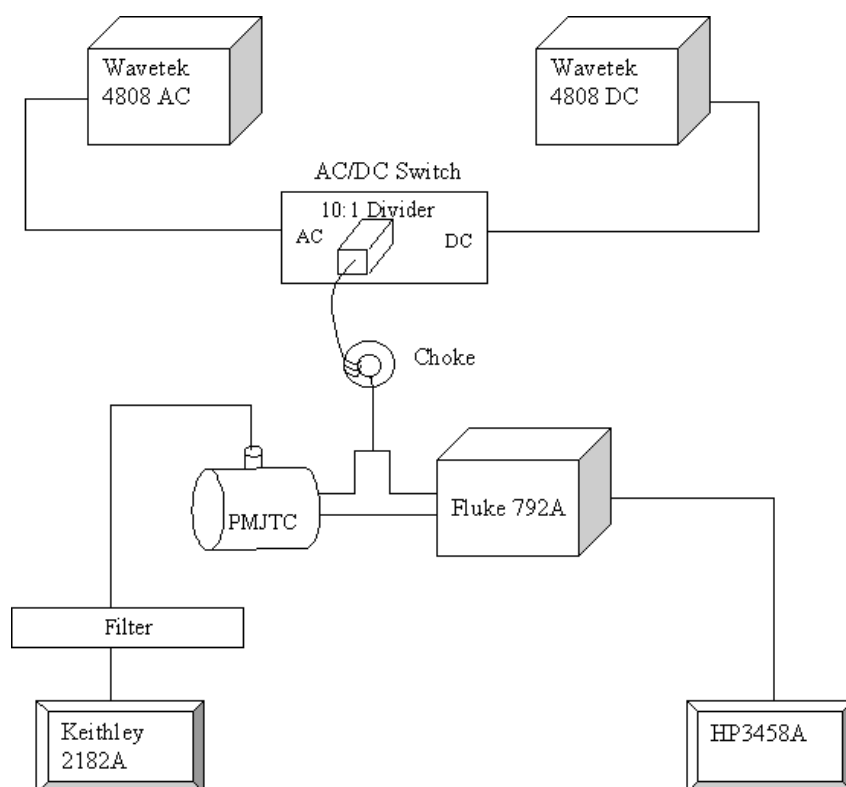 Wavetek
4808 AC
Wavetek
4808 DC
AC/DC Switch
10:1 Divider
AC
DC
Choke
PMJTC
Fluke 792A
Filter
Keithley
2182A
HP3458A